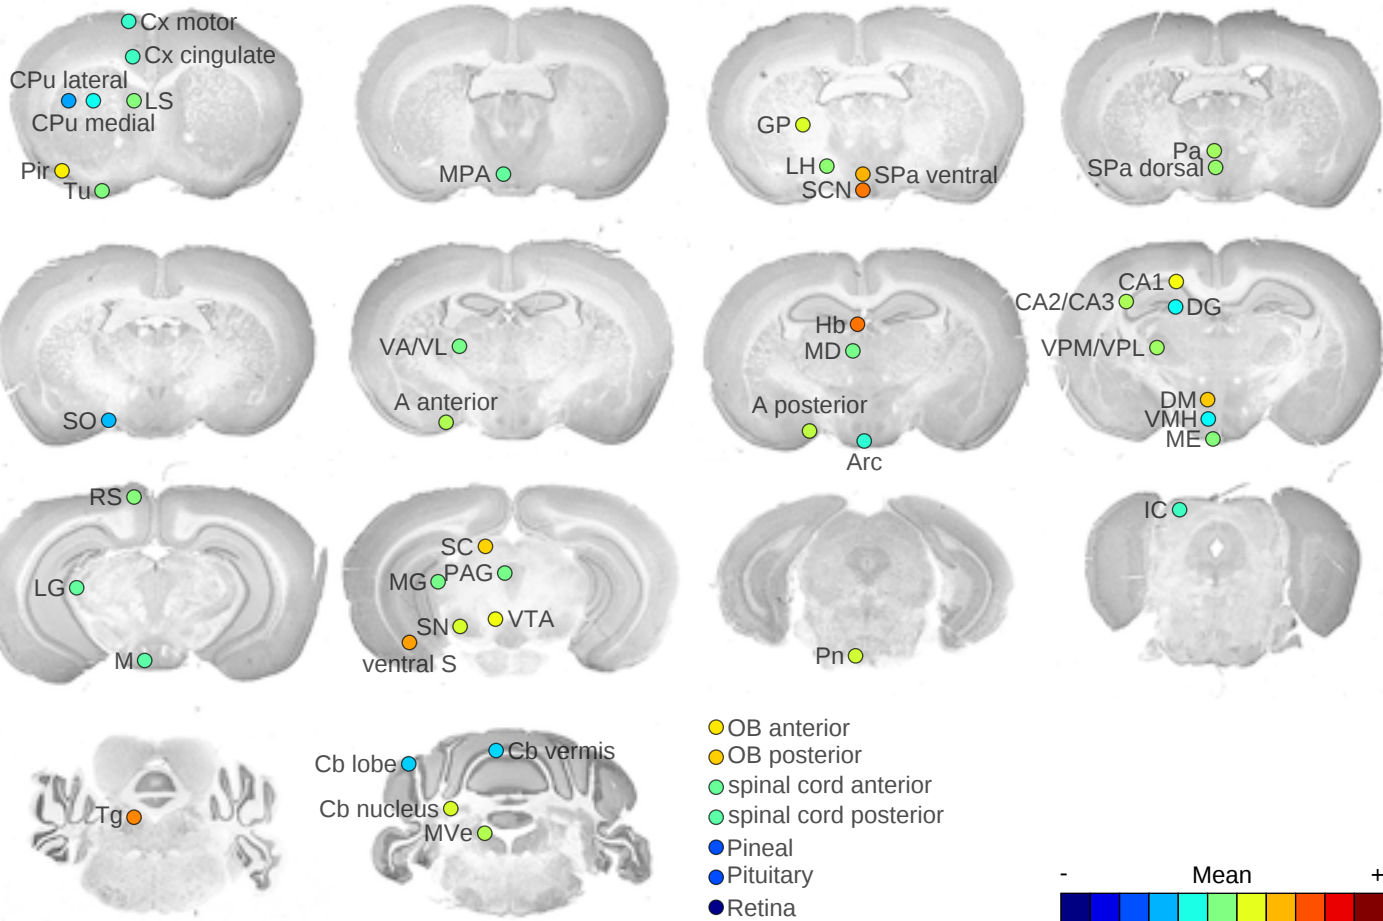 Cx motor
Cx cingulate
CPu lateral
LS
CPu medial
Pir
Tu
MPA
GP
LH
SPa ventral
SCN
Pa
SPa dorsal
SO
VA/VL
A anterior
Hb
MD
A posterior
Arc
CA1
CA2/CA3
DG
VPM/VPL
DM
VMH
ME
RS
LG
M
SC
PAG
MG
SN
VTA
ventral S
Pn
IC
Tg
Cb lobe
Cb vermis
Cb nucleus
MVe
OB anterior
OB posterior
spinal cord anterior
spinal cord posterior
Pineal
Pituitary
Retina
- Mean +